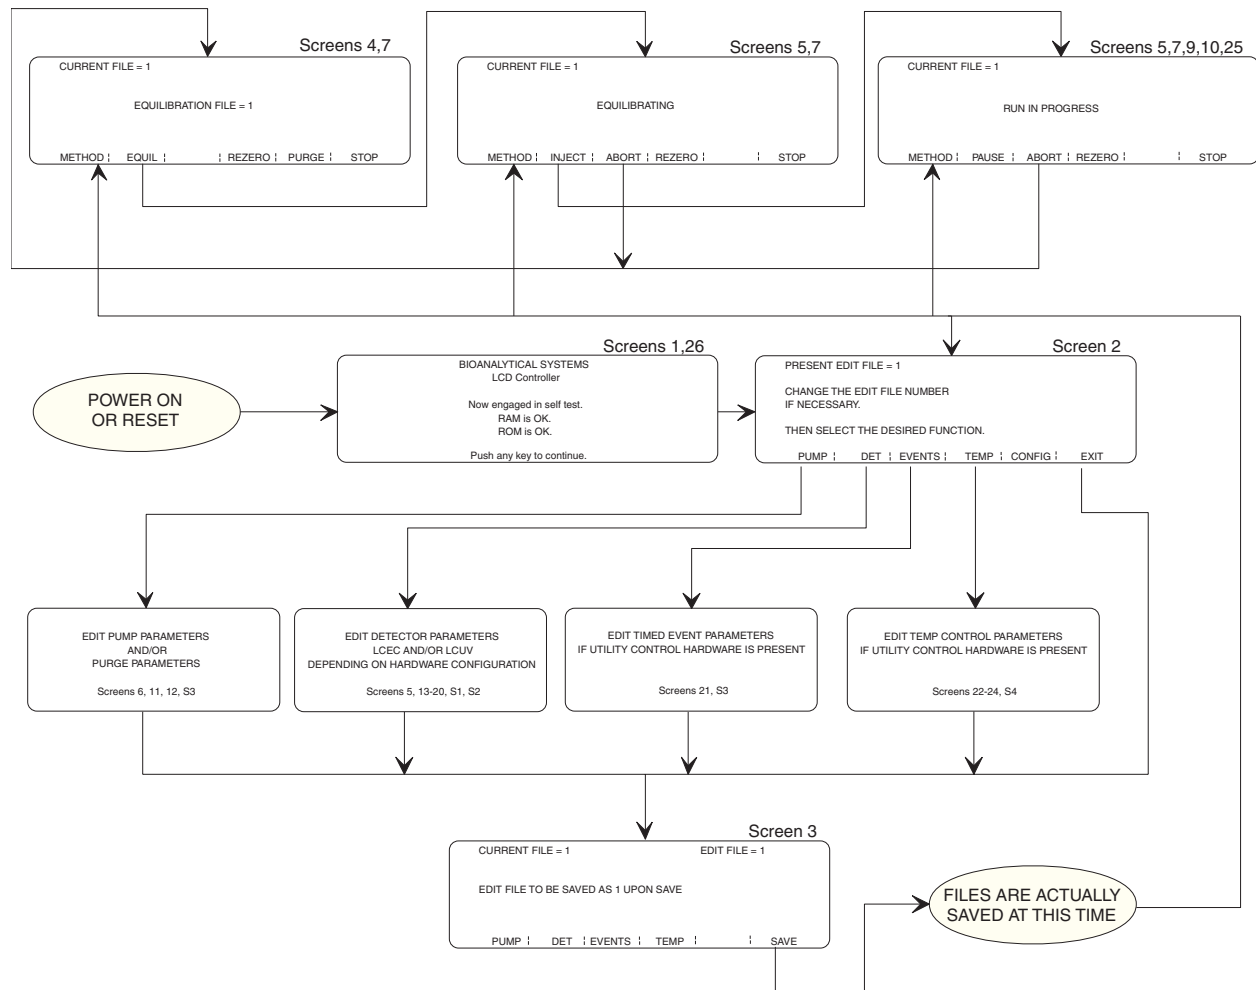 Screens 4,7
CURRENT FILE = 1
EQUILIBRATION FILE = 1
METHOD ¦ EQUIL ¦ ¦ REZERO ¦ PURGE ¦ STOP
Screens 5,7
CURRENT FILE = 1
EQUILIBRATING
METHOD ¦ INJECT ¦ ABORT ¦ REZERO ¦ ¦ STOP
Screens 5,7,9,10,25
CURRENT FILE = 1
RUN IN PROGRESS
METHOD ¦ PAUSE ¦ ABORT ¦ REZERO ¦ ¦ STOP
POWER ON
OR RESET
Screens 1,26
BIOANALYTICAL SYSTEMS
LCD Controller
Now engaged in self test.
RAM is OK.
ROM is OK.
Push any key to continue.
Screen 2
PRESENT EDIT FILE = 1
CHANGE THE EDIT FILE NUMBER
IF NECESSARY.
THEN SELECT THE DESIRED FUNCTION.
PUMP ¦ DET ¦ EVENTS ¦ TEMP ¦ CONFIG ¦ EXIT
EDIT PUMP PARAMETERS
AND/OR
PURGE PARAMETERS
Screens 6, 11, 12, S3
EDIT DETECTOR PARAMETERS
LCEC AND/OR LCUV
DEPENDING ON HARDWARE CONFIGURATION
Screens 5, 13-20, S1, S2
EDIT TIMED EVENT PARAMETERS
IF UTILITY CONTROL HARDWARE IS PRESENT
Screens 21, S3
EDIT TEMP CONTROL PARAMETERS
IF UTILITY CONTROL HARDWARE IS PRESENT
Screens 22-24, S4
Screen 3
CURRENT FILE = 1 EDIT FILE = 1
EDIT FILE TO BE SAVED AS 1 UPON SAVE
PUMP ¦ DET ¦ EVENTS ¦ TEMP ¦ ¦ SAVE
FILES ARE ACTUALLY
SAVED AT THIS TIME